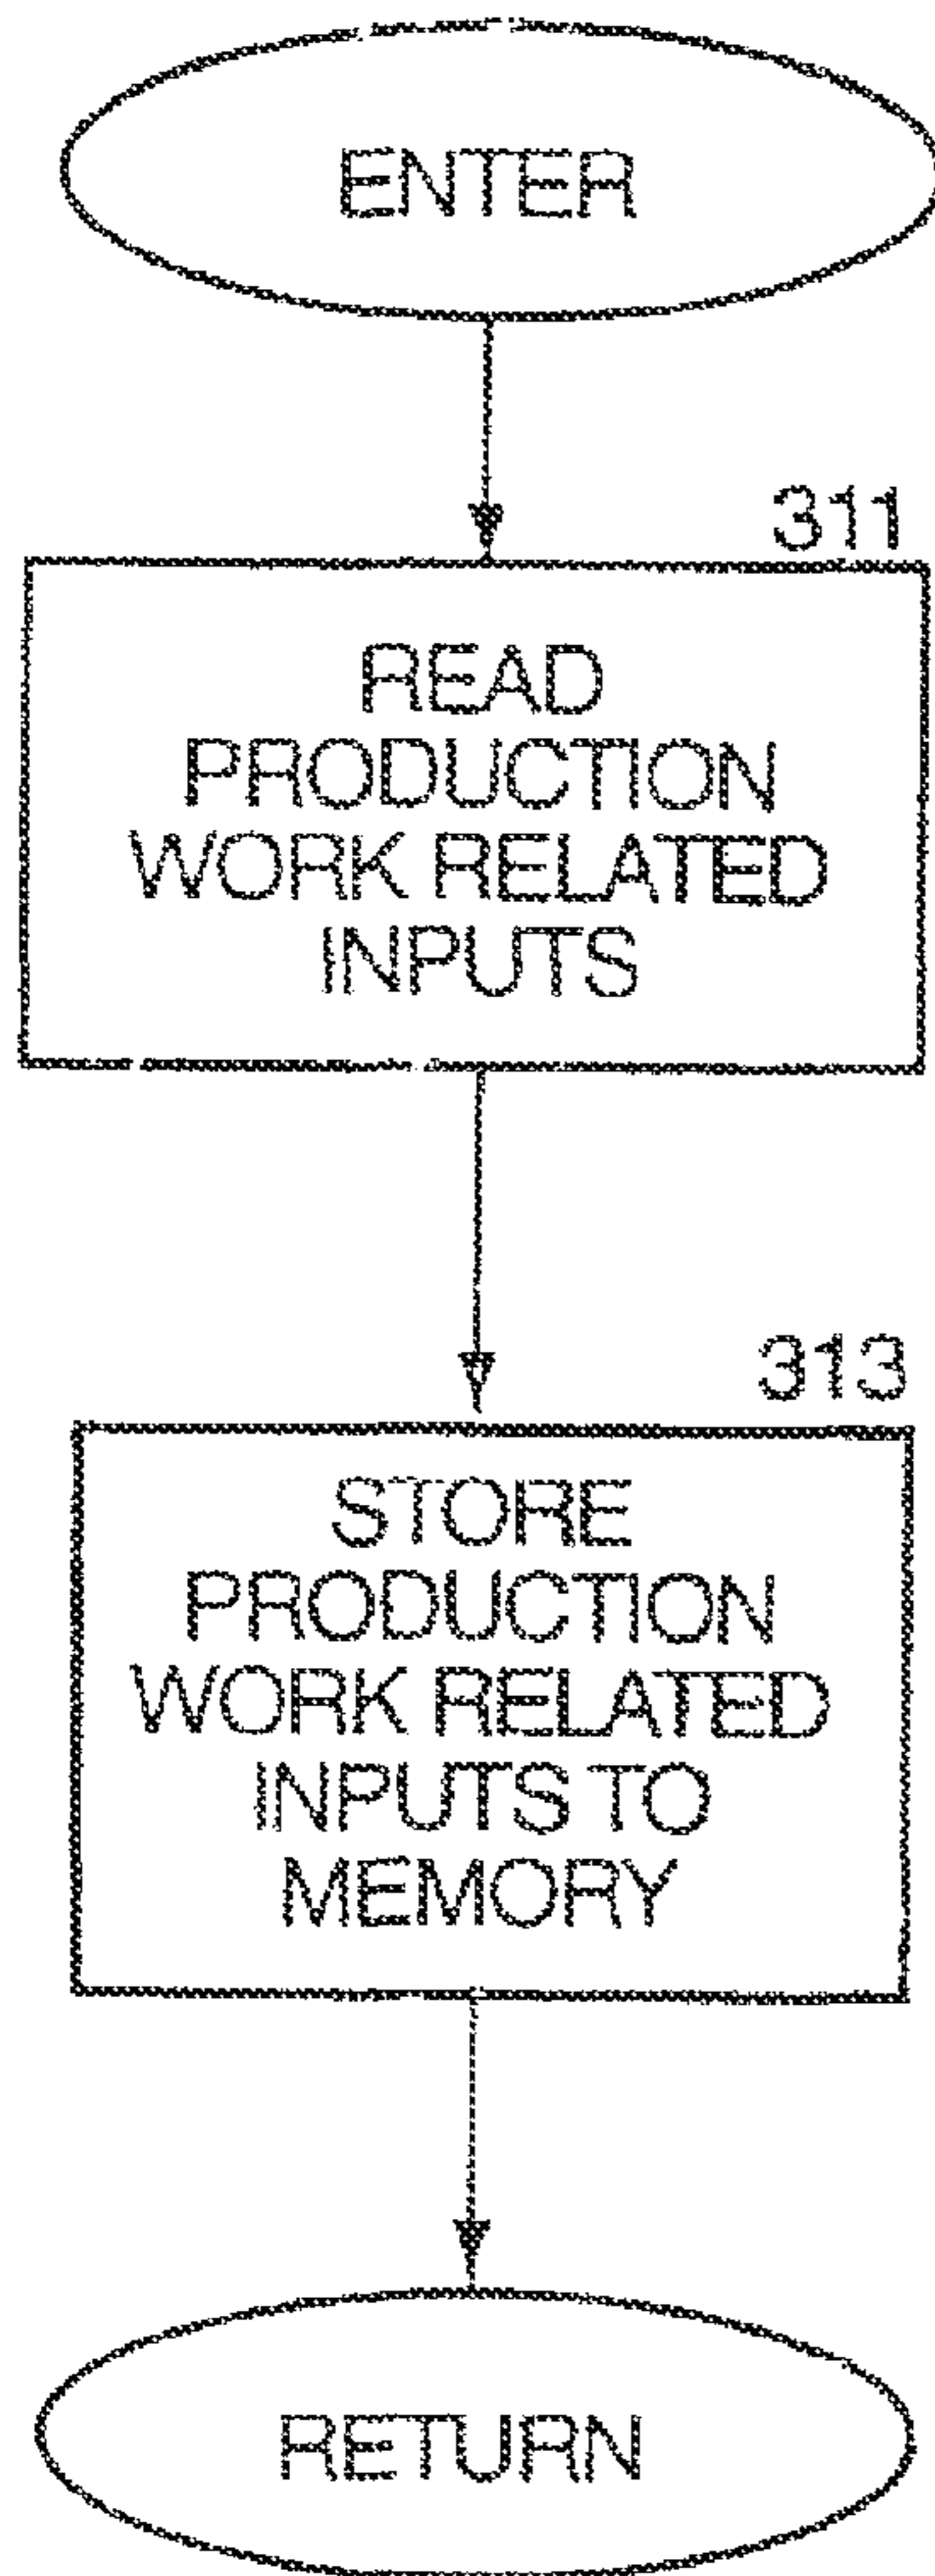 ENTER
311
READ
PRODUCTION
WORK RELATED
INPUTS
313
STORE
PRODUCTION
WORK RELATED
INPUTS TO
MEMORY
RETURN